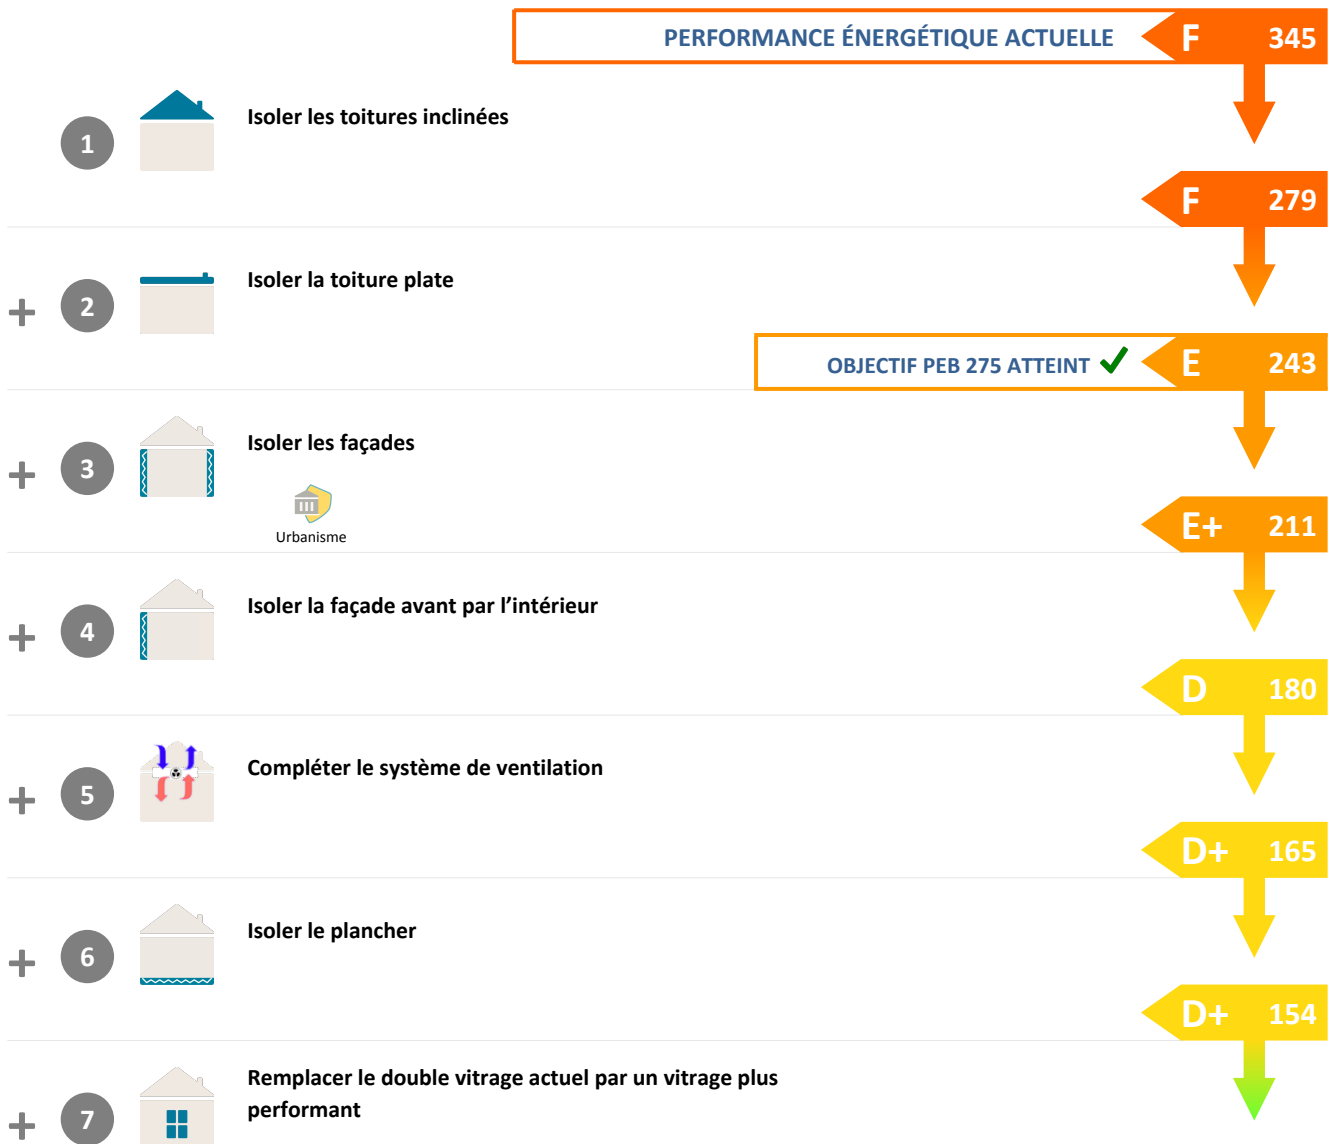 PERFORMANCE ÉNERGÉTIQUE ACTUELLE F 345
1 Isoler les toitures inclinées
F 279
+ 2 Isoler la toiture plate
OBJECTIF PEB 275 ATTEINT ✔ E 243
+ 3 Isoler les façades
Urbanisme
E+ 211
+ 4 Isoler la façade avant par l’intérieur
D 180
+ 5 Compléter le système de ventilation
D+ 165
+ 6 Isoler le plancher
D+ 154
Remplacer le double vitrage actuel par un vitrage plus
+ 7 performant